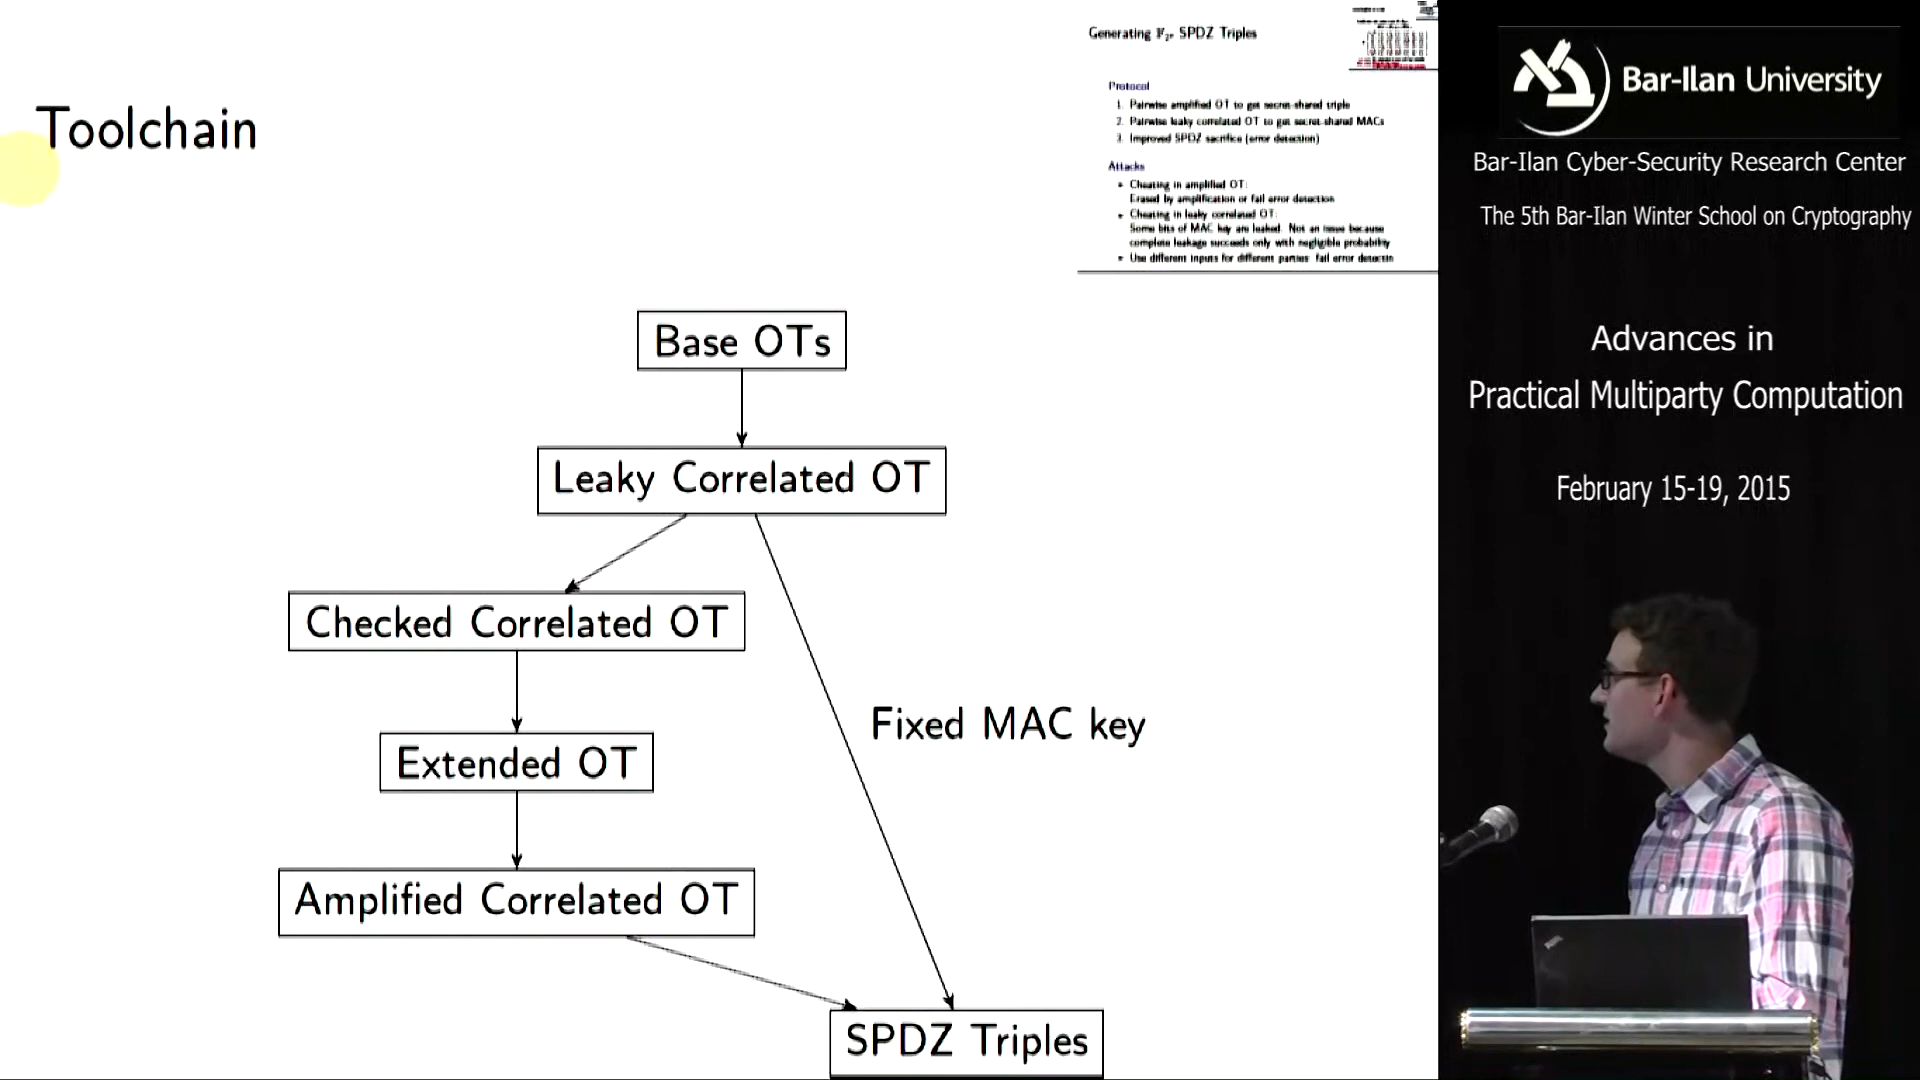 Toolchain
Generating 𝔽₂ₙ SPDZ Triples
Protocol
1. Pairwise amplified OT to get secret-shared triple
2. Pairwise leaky correlated OT to get secret-shared MACs
3. Improved SPDZ sacrifice (error detection)
Attacks
• Cheating in amplified OT:
Erased by amplification or fail error detection
• Cheating in leaky correlated OT:
Some bits of MAC key are leaked. Not an issue because
complete leakage succeeds only with negligible probability
• Use different inputs for different parties: fail error detectin
Base OTs
Leaky Correlated OT
Checked Correlated OT
Fixed MAC key
Extended OT
Amplified Correlated OT
SPDZ Triples
Bar-Ilan University
Bar-Ilan Cyber-Security Research Center
The 5th Bar-Ilan Winter School on Cryptography
Advances in
Practical Multiparty Computation
February 15-19, 2015